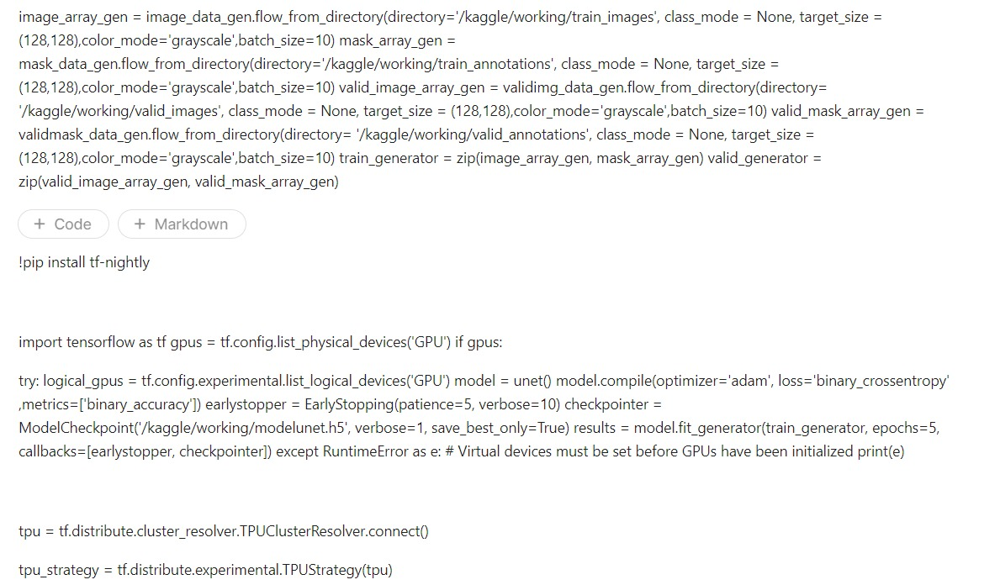 image_array_gen = image_data_gen.flow_from_directory(directory='/kaggle/working/train_images', class_mode = None, target_size =
(128,128),color_mode='grayscale',batch_size=10) mask_array_gen =
mask_data_gen.flow_from_directory(directory='/kaggle/working/train_annotations', class_mode = None, target_size =
(128,128),color_mode='grayscale',batch_size=10) valid_image_array_gen = validimg_data_gen.flow_from_directory(directory=
'/kaggle/working/valid_images', class_mode = None, target_size = (128,128),color_mode='grayscale',batch_size=10) valid_mask_array_gen =
validmask_data_gen.flow_from_directory(directory= '/kaggle/working/valid_annotations', class_mode = None, target_size =
(128,128),color_mode='grayscale',batch_size=10) train_generator = zip(image_array_gen, mask_array_gen) valid_generator =
zip(valid_image_array_gen, valid_mask_array_gen)
+ Code + Markdown
!pip install tf-nightly
import tensorflow as tf gpus = tf.config.list_physical_devices('GPU') if gpus:
try: logical_gpus = tf.config.experimental.list_logical_devices('GPU') model = unet() model.compile(optimizer='adam', loss='binary_crossentropy'
,metrics=['binary_accuracy']) earlystopper = EarlyStopping(patience=5, verbose=10) checkpointer =
ModelCheckpoint('/kaggle/working/modelunet.h5', verbose=1, save_best_only=True) results = model.fit_generator(train_generator, epochs=5,
callbacks=[earlystopper, checkpointer]) except RuntimeError as e: # Virtual devices must be set before GPUs have been initialized print(e)
tpu = tf.distribute.cluster_resolver.TPUClusterResolver.connect()
tpu_strategy = tf.distribute.experimental.TPUStrategy(tpu)